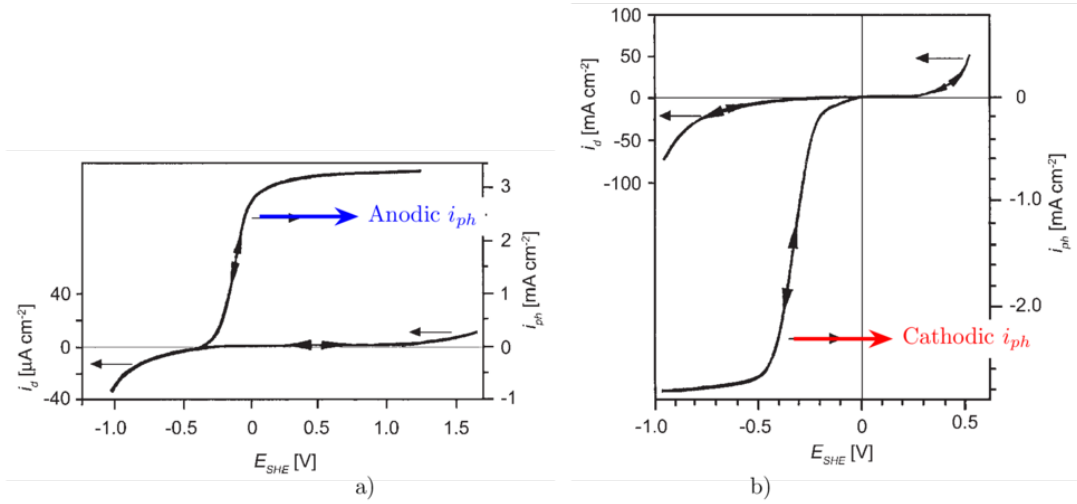 40
0
-40
i_d [µA cm⁻²]
3
2
1
0
-1
i_ph [mA cm⁻²]
Anodic i_ph
-1.0
-0.5
0
0.5
1.0
1.5
E_SHE [V]
a)
100
50
0
-50
-100
i_d [mA cm⁻²]
0
-1.0
-2.0
i_ph [mA cm⁻²]
Cathodic i_ph
-1.0
-0.5
0
0.5
E_SHE [V]
b)